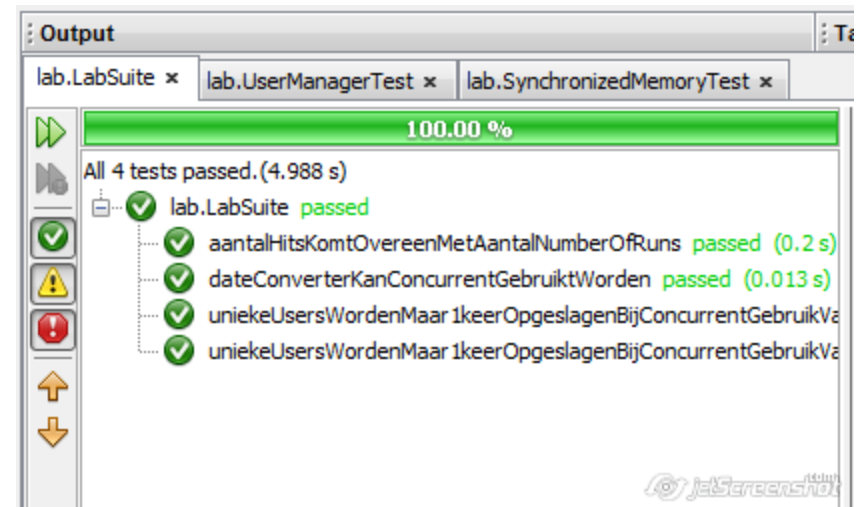 Output
Ta
lab.LabSuite × lab.UserManagerTest × lab.SynchronizedMemoryTest ×
100.00 %
All 4 tests passed.(4.988 s)
lab.LabSuite passed
aantalHitsKomtOvereenMetAantalNumberOfRuns passed (0.2 s)
dateConverterKanConcurrentGebruiktWorden passed (0.013 s)
uniekeUsersWordenMaar1keerOpgeslagenBijConcurrentGebruikVa
uniekeUsersWordenMaar1keerOpgeslagenBijConcurrentGebruikVa
jetScreenshot